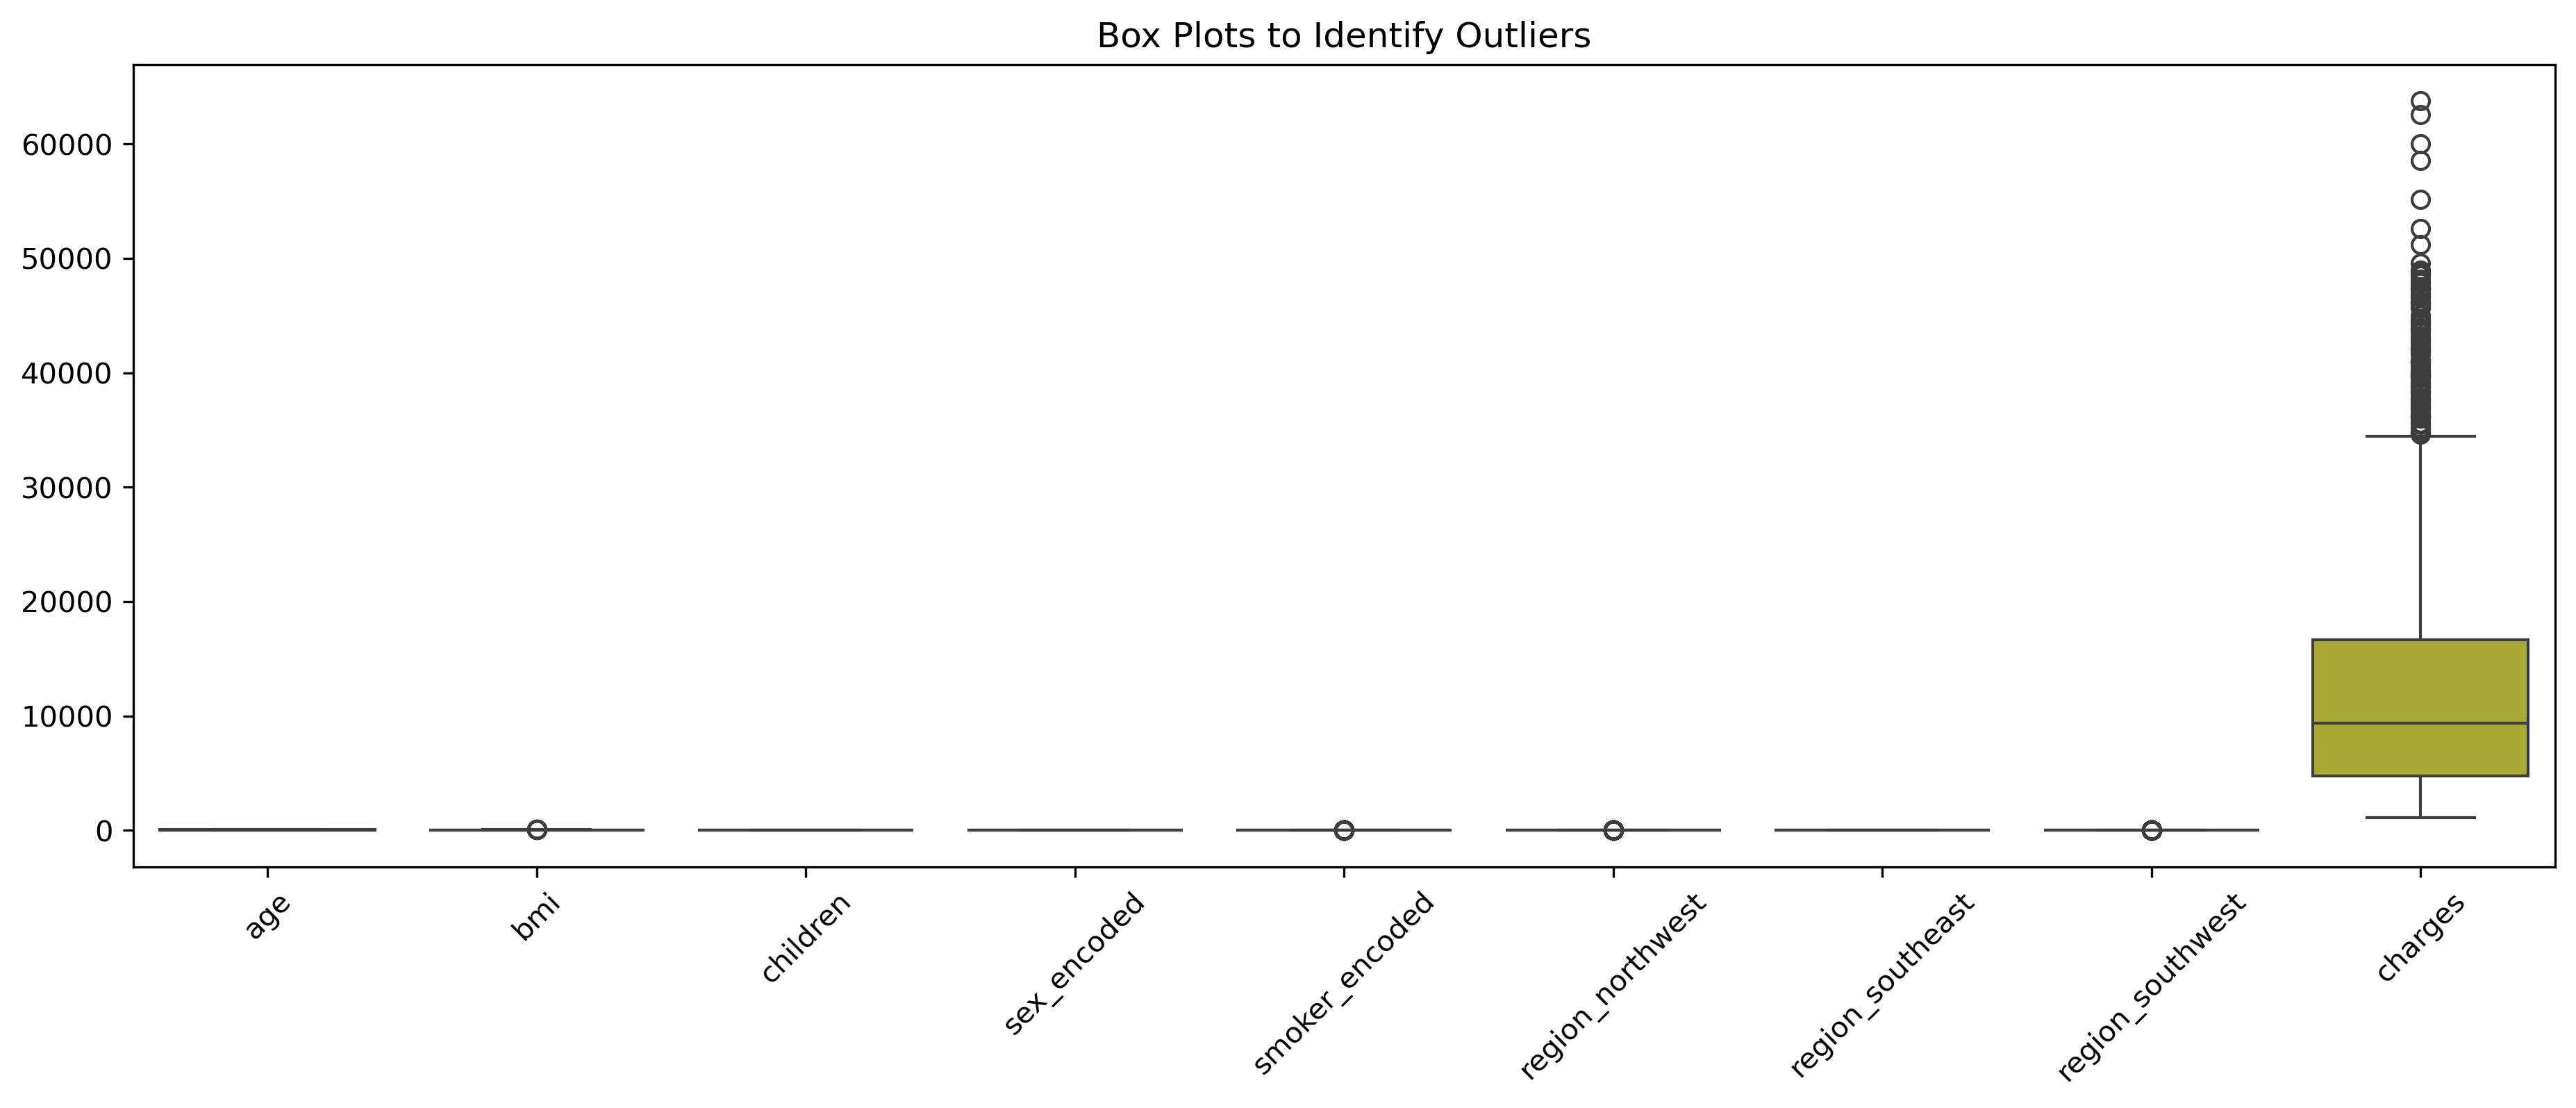 Box Plots to Identify Outliers
60000
50000
40000
30000
20000
10000
0
age
bmi
children
sex_encoded
smoker_encoded
region_northwest
region_southeast
region_southwest
charges